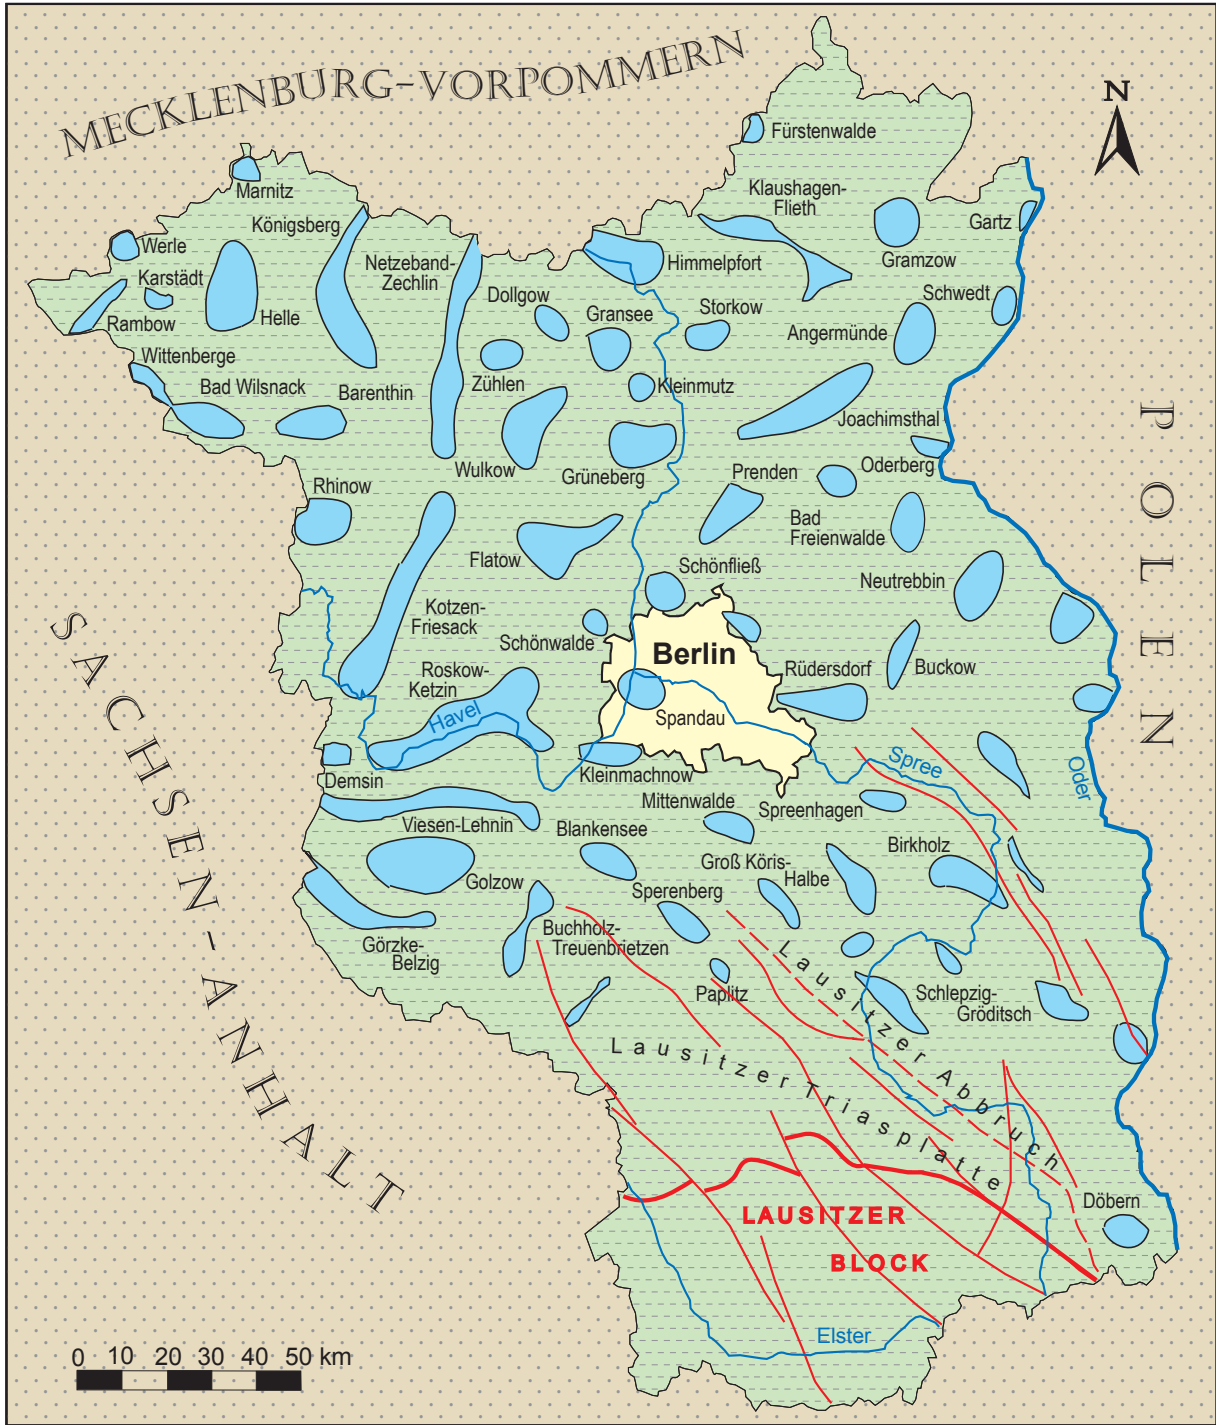 MECKLENBURG-VORPOMMERN
N
Fürstenwalde
Marnitz
Klaushagen-
Flieth
Königsberg
Gartz
Werle
Netzeband-
Zechlin
Himmelpfort
Gramzow
Karstädt
Dollgow
Schwedt
Rambow
Helle
Gransee
Storkow
Angermünde
Wittenberge
Bad Wilsnack
Barenthin
Zühlen
Kleinmutz
Joachimsthal
POLEN
Wulkow
Grüneberg
Prenden
Oderberg
Rhinow
Bad
Freienwalde
Flatow
Schönfließ
Neutrebbin
Kotzen-
Friesack
Schönwalde
Berlin
SACHSEN-ANHALT
Roskow-
Ketzin
Rüdersdorf
Buckow
Havel
Spandau
Spree
Oder
Demsin
Kleinmachnow
Mittenwalde
Spreenhagen
Viesen-Lehnin
Blankensee
Birkholz
Groß Köris-
Halbe
Golzow
Sperenberg
Görzke-
Belzig
Buchholz-
Treuenbrietzen
Paplitz
Schlepzig-
Gröditsch
Lausitzer Abbruch
Lausitzer Triasplatte
Döbern
LAUSITZER
BLOCK
Elster
0 10 20 30 40 50 km